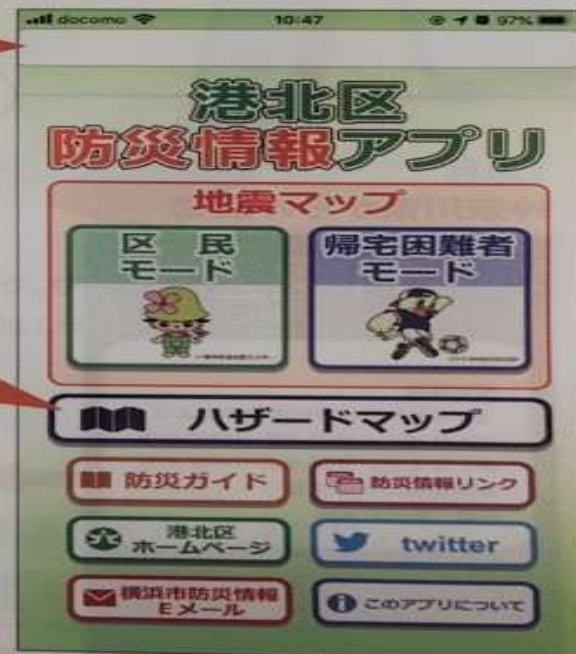 docomo 10:47 97%
港北区
防災情報アプリ
地震マップ
区民
モード
帰宅困難者
モード
ハザードマップ
防災ガイド
防災情報リンク
港北区
ホームページ
twitter
横浜市防災情報
Eメール
このアプリについて